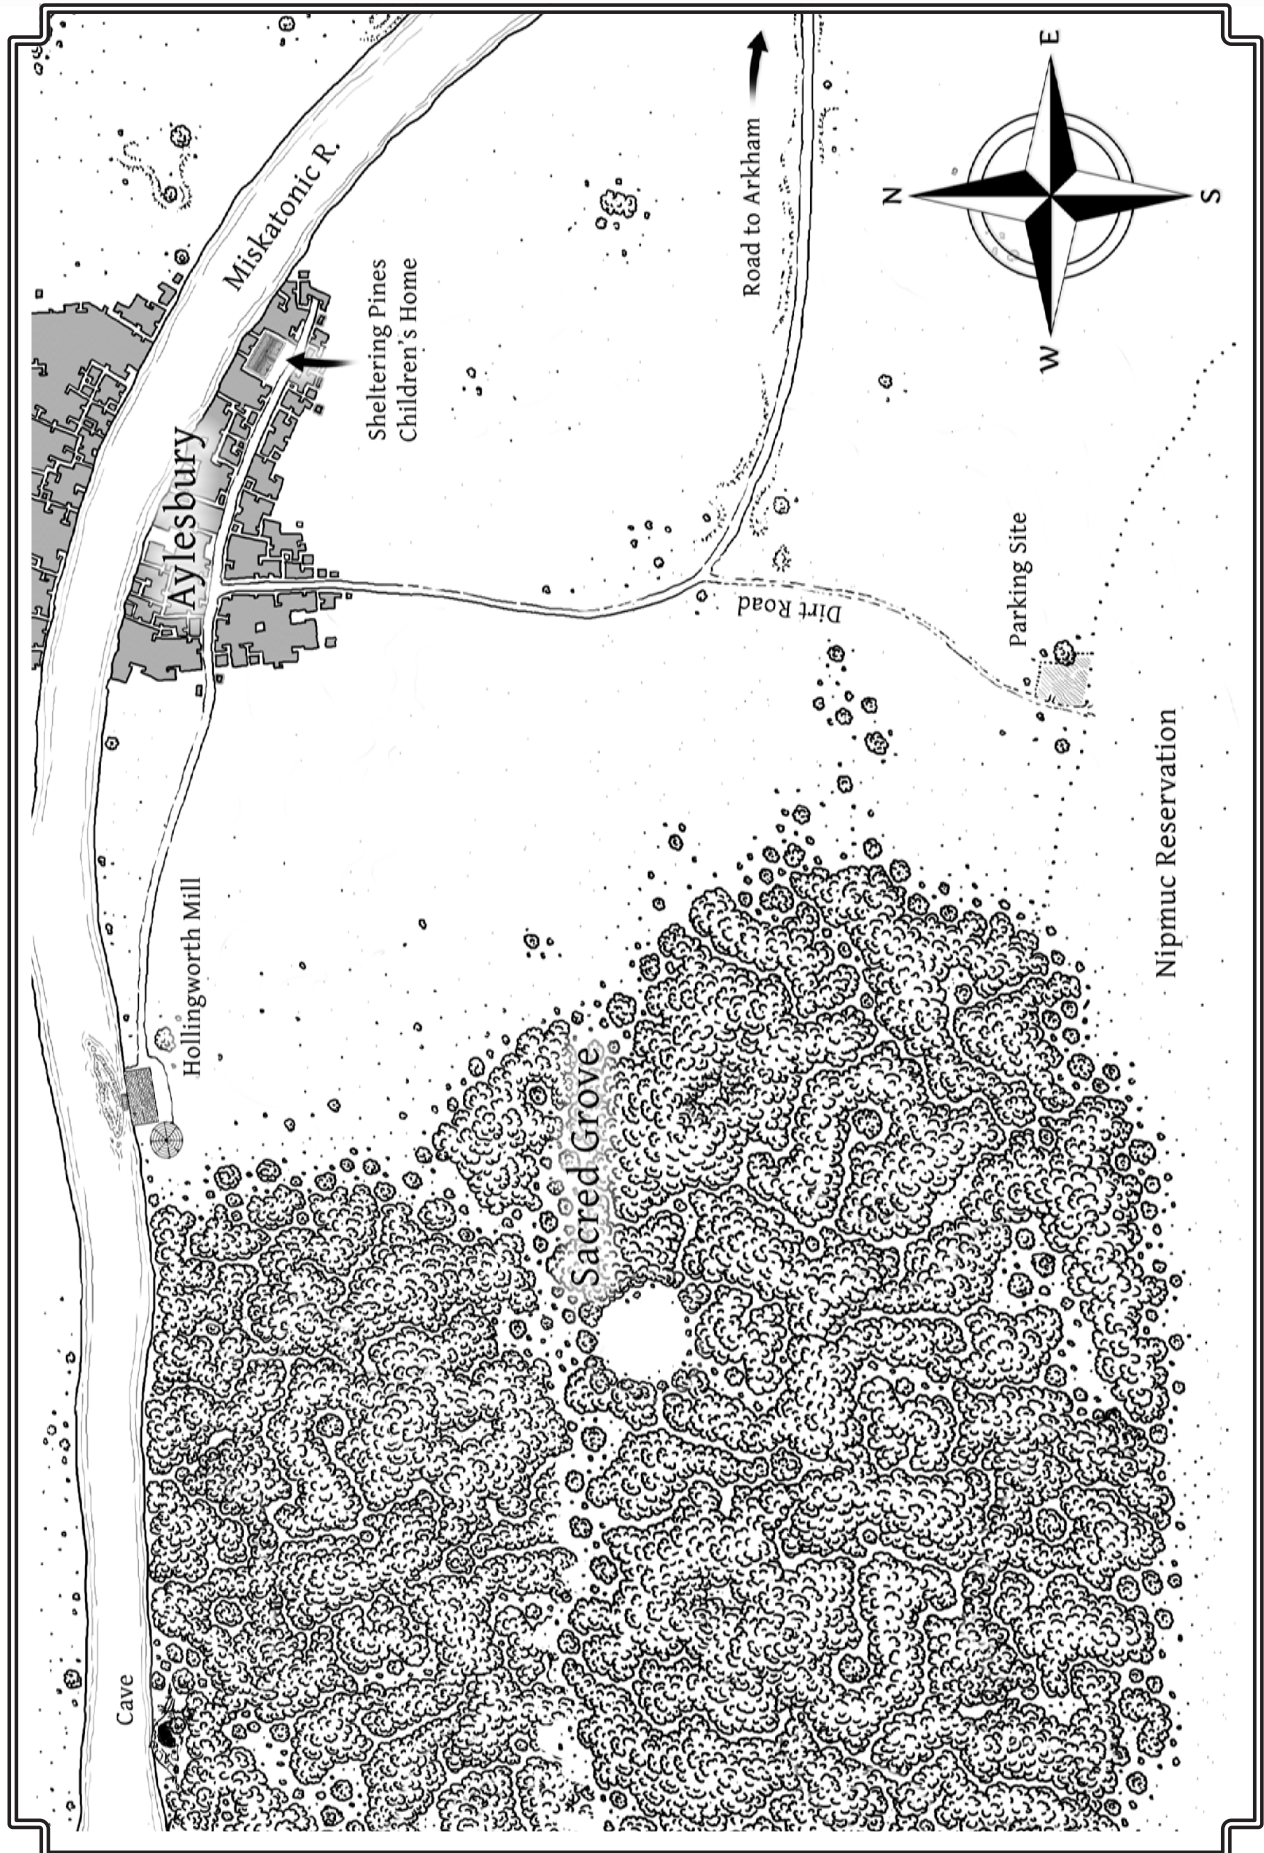 Cave
Hollingworth Mill
Aylesbury
Miskatonic R.
Sheltering Pines
Children's Home
Sacred Grove
Dirt Road
Road to Arkham
Parking Site
Nipmuc Reservation
N
E
S
W